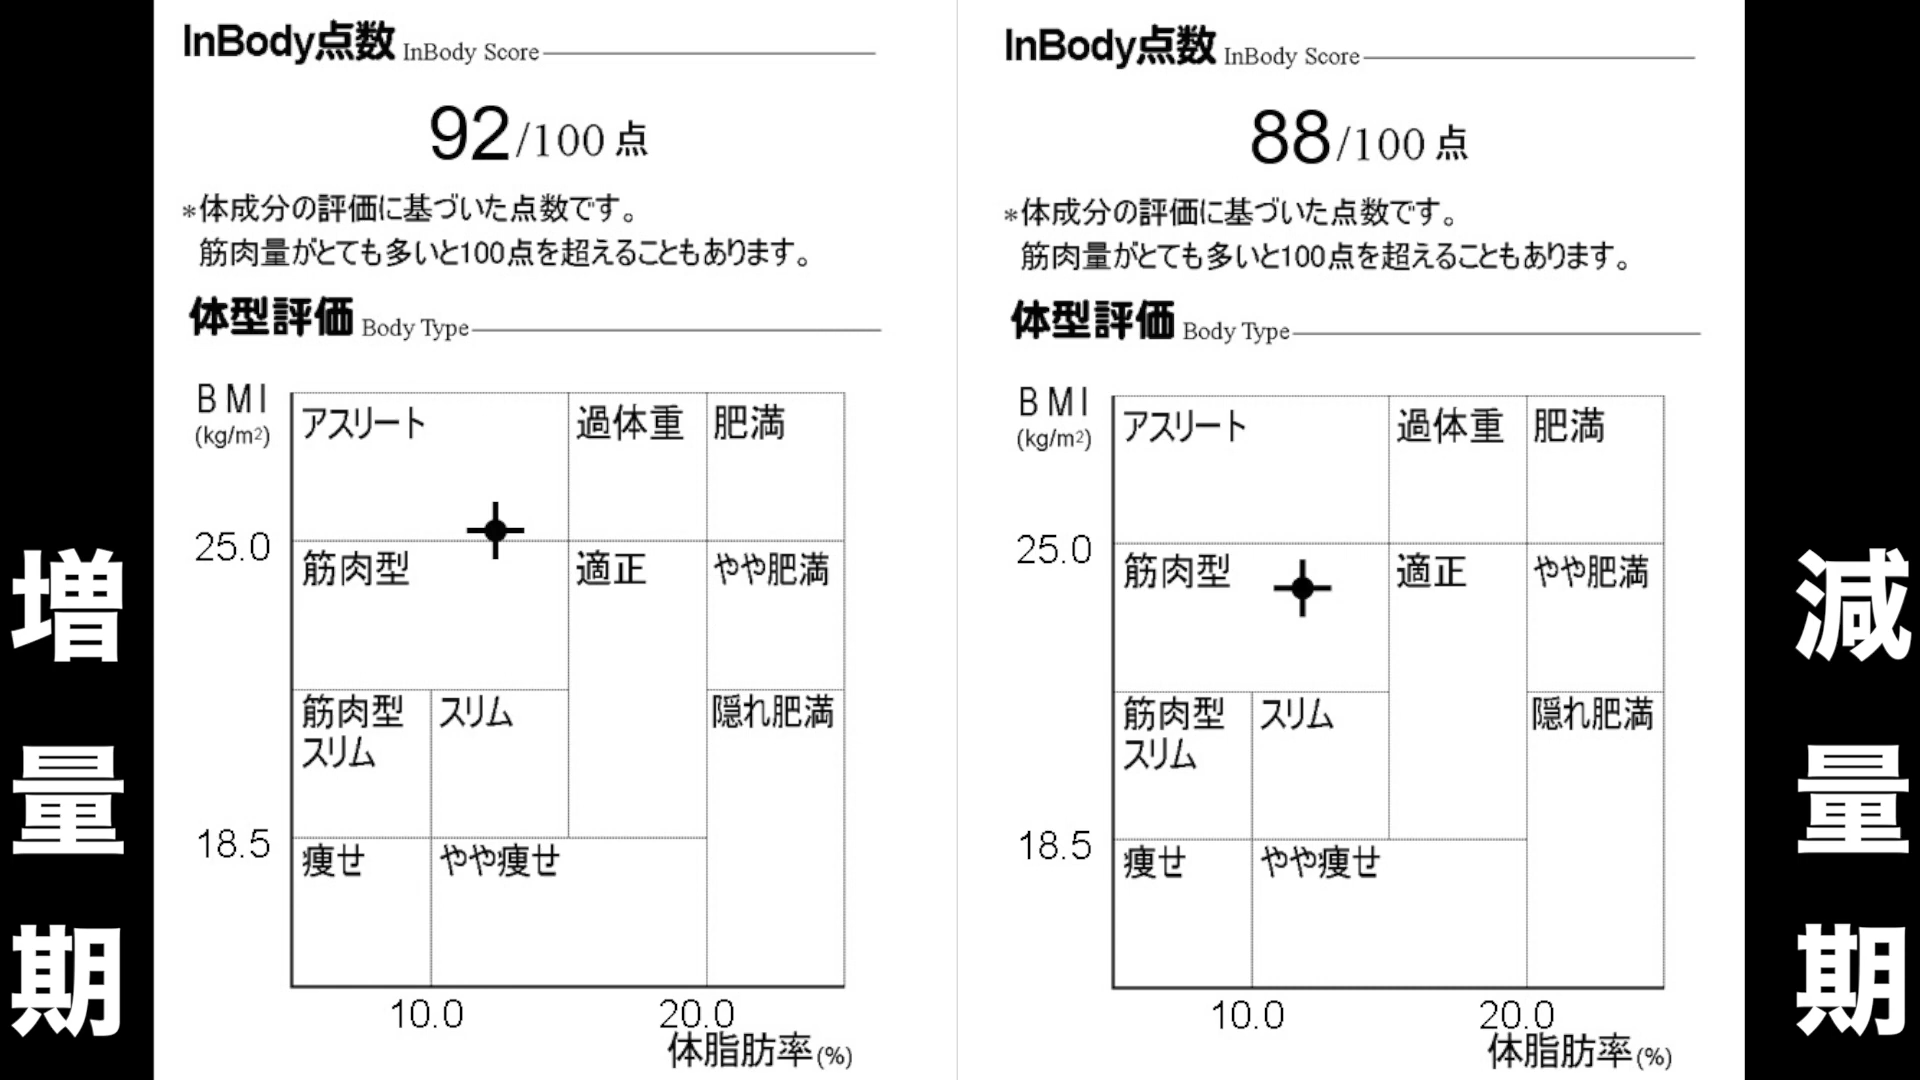 増量期
InBody点数 InBody Score
92/100 点
*体成分の評価に基づいた点数です。
筋肉量がとても多いと100点を超えることもあります。
体型評価 Body Type
BMI
(kg/m2)
アスリート
過体重
肥満
25.0
筋肉型
適正
やや肥満
筋肉型
スリム
スリム
隠れ肥満
18.5
痩せ
やや痩せ
10.0
20.0
体脂肪率(%)
InBody点数 InBody Score
88/100 点
*体成分の評価に基づいた点数です。
筋肉量がとても多いと100点を超えることもあります。
体型評価 Body Type
BMI
(kg/m2)
アスリート
過体重
肥満
25.0
筋肉型
適正
やや肥満
筋肉型
スリム
スリム
隠れ肥満
18.5
痩せ
やや痩せ
10.0
20.0
体脂肪率(%)
減量期